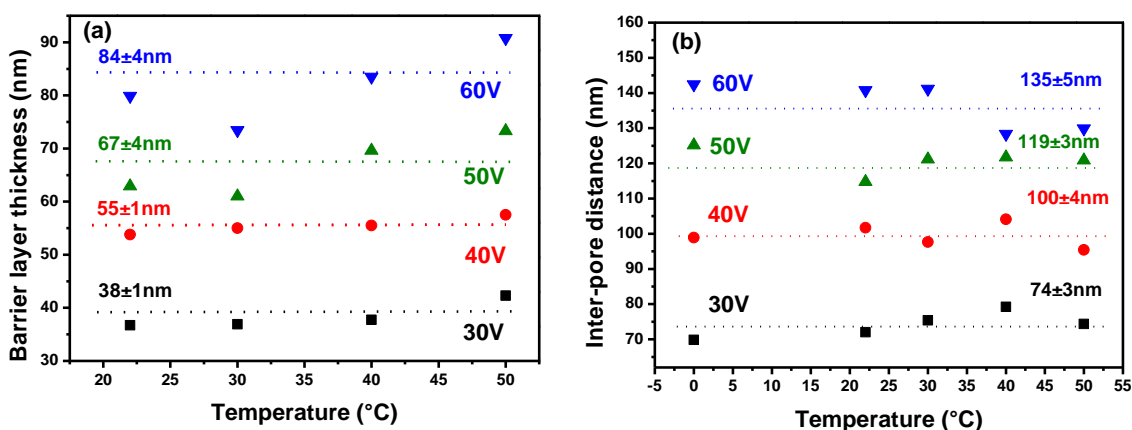 (a)
Barrier layer thickness (nm)
90
80
70
60
50
40
30
84±4nm
60V
67±4nm
50V
55±1nm
40V
38±1nm
30V
20 25 30 35 40 45 50
Temperature (°C)
(b)
Inter-pore distance (nm)
160
150
140
130
120
110
100
90
80
70
60V
135±5nm
50V
119±3nm
40V
100±4nm
30V
74±3nm
-5 0 5 10 15 20 25 30 35 40 45 50 55
Temperature (°C)